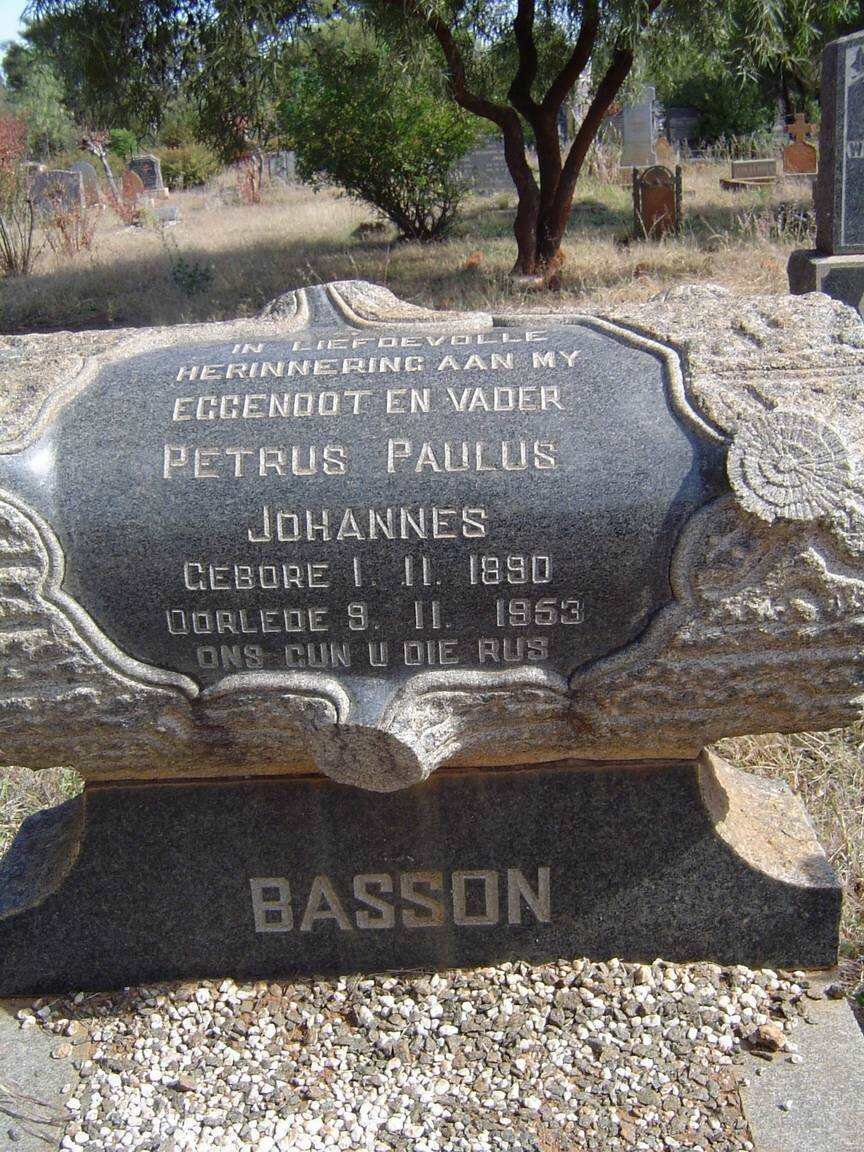 IN LIEFDEVOLLE
HERINNERING AAN MY
EGGENOOT EN VADER
PETRUS PAULUS
JOHANNES
GEBORE 1. 11. 1890
OORLEDE 9. 11. 1953
ONS GUN U DIE RUS
BASSON